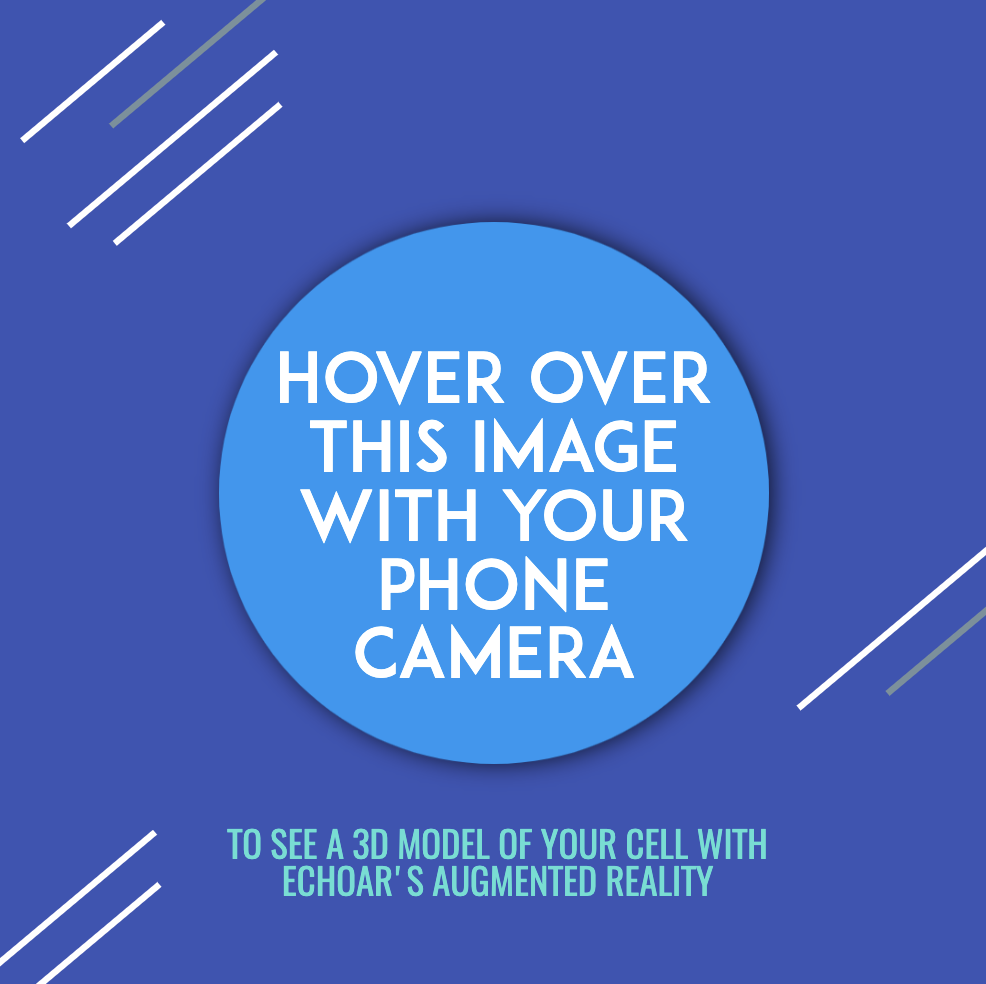 HOVER OVER
THIS IMAGE
WITH YOUR
PHONE
CAMERA
TO SEE A 3D MODEL OF YOUR CELL WITH
ECHOAR'S AUGMENTED REALITY